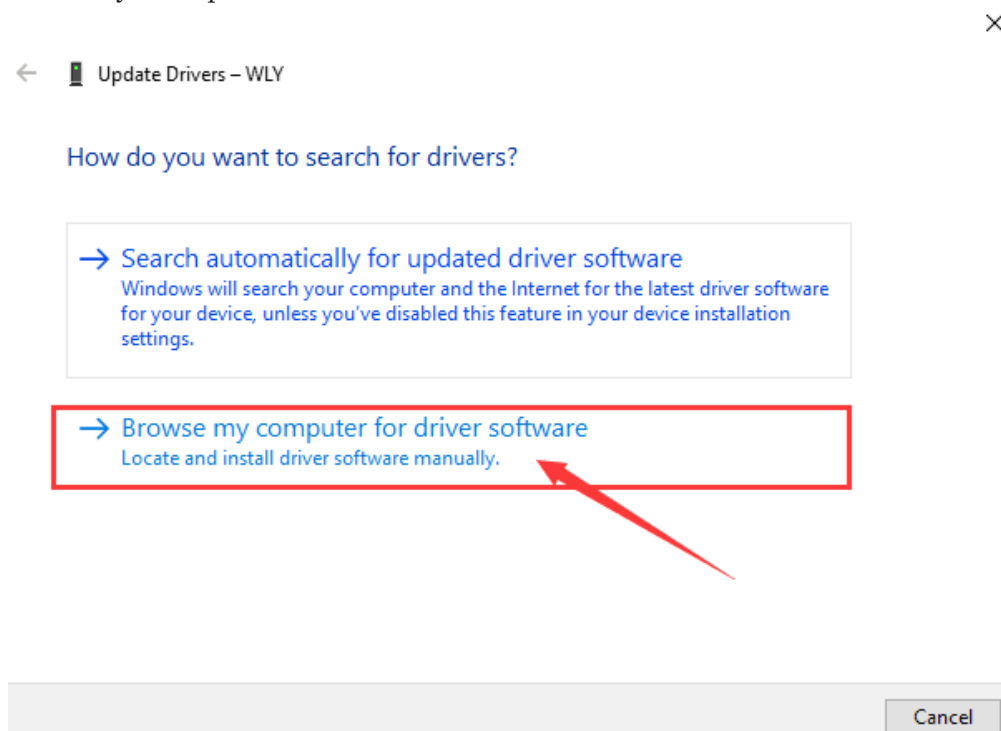 Update Drivers – WLY
How do you want to search for drivers?
Search automatically for updated driver software
Windows will search your computer and the Internet for the latest driver software
for your device, unless you've disabled this feature in your device installation
settings.
Browse my computer for driver software
Locate and install driver software manually.
Cancel